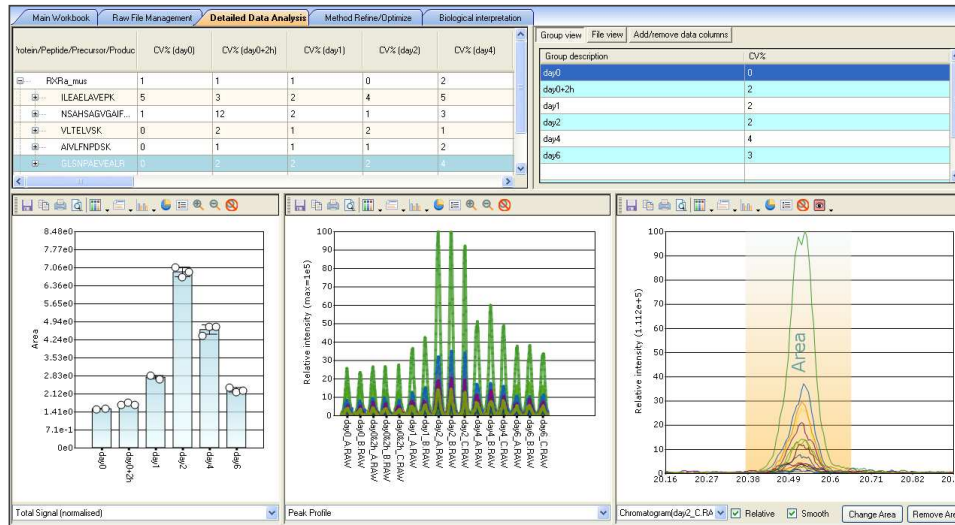 Main Workbook Raw File Management Detailed Data Analysis Method Refine/Optimize Biological interpretation
rotein/Peptide/Precursor/Produc CV% (day0) CV% (day0+2h) CV% (day1) CV% (day2) CV% (day4)
RXRa_mus 1 1 1 0 2
ILEAELAVEPK 5 3 2 4 5
NSAHSAGVGAIF... 1 12 2 1 3
VLTELVSK 0 2 1 2 1
AIVLFNPDSK 0 1 1 1 2
GLSNPAEVEALR 0 2 2 2 4
Group view File view Add/remove data columns
Group description CV%
day0 0
day0+2h 2
day1 2
day2 2
day4 4
day6 3
Area
8.48e0
7.77e0
7.06e0
6.36e0
5.65e0
4.94e0
4.24e0
3.53e0
2.83e0
2.12e0
1.41e0
7.1e-1
0e0
day0 day0+2h day1 day2 day4 day6
Total Signal (normalised)
Relative intensity (max=1e5)
100
90
80
70
60
50
40
30
20
10
0
day0_A.RAW day0_B.RAW day0&2h_A.RAW day0&2h_B.RAW day0&2h_C.RAW day1_A.RAW day1_B.RAW day2_A.RAW day2_B.RAW day2_C.RAW day4_A.RAW day4_B.RAW day4_C.RAW day6_A.RAW day6_B.RAW day6_C.RAW
Peak Profile
Relative intensity (1.112e+5)
100
90
80
70
60
50
40
30
20
10
0
Area
20.16 20.27 20.38 20.49 20.6 20.71 20.82
Chromatogram(day2_C.RA Relative Smooth Change Area Remove Are